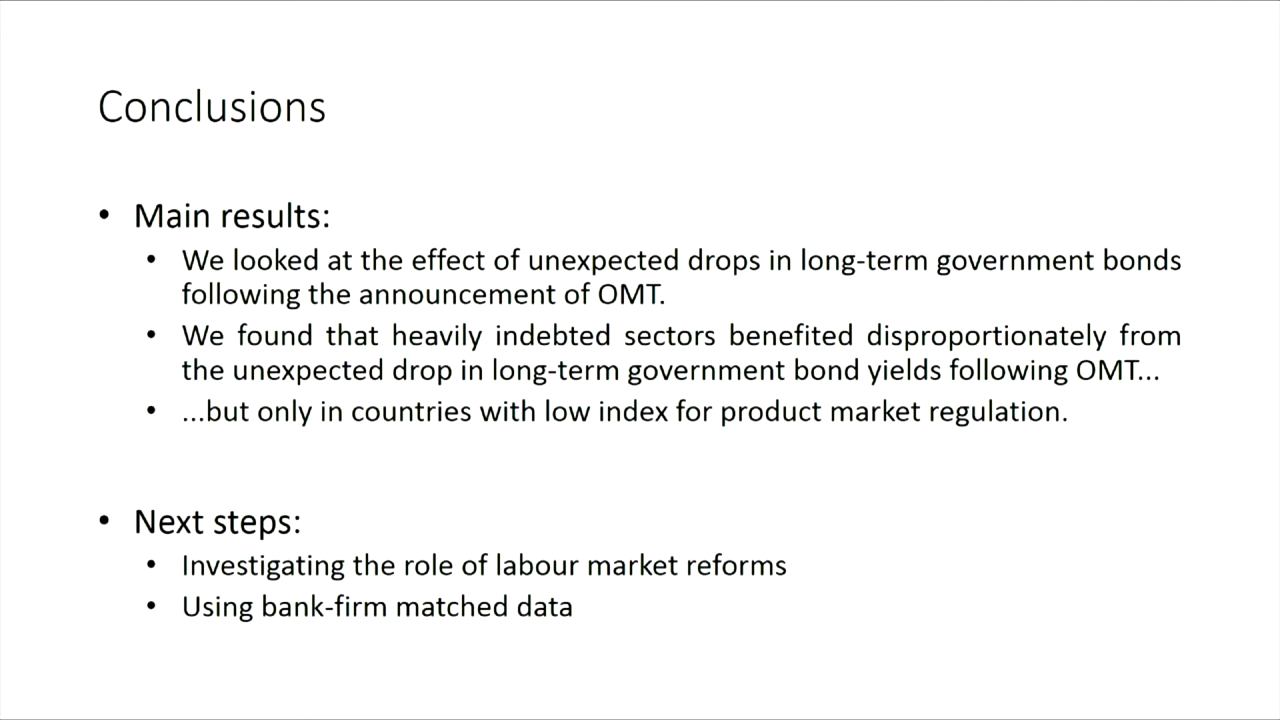 Conclusions
• Main results:
• We looked at the effect of unexpected drops in long-term government bonds
following the announcement of OMT.
• We found that heavily indebted sectors benefited disproportionately from
the unexpected drop in long-term government bond yields following OMT...
• ...but only in countries with low index for product market regulation.
• Next steps:
• Investigating the role of labour market reforms
• Using bank-firm matched data